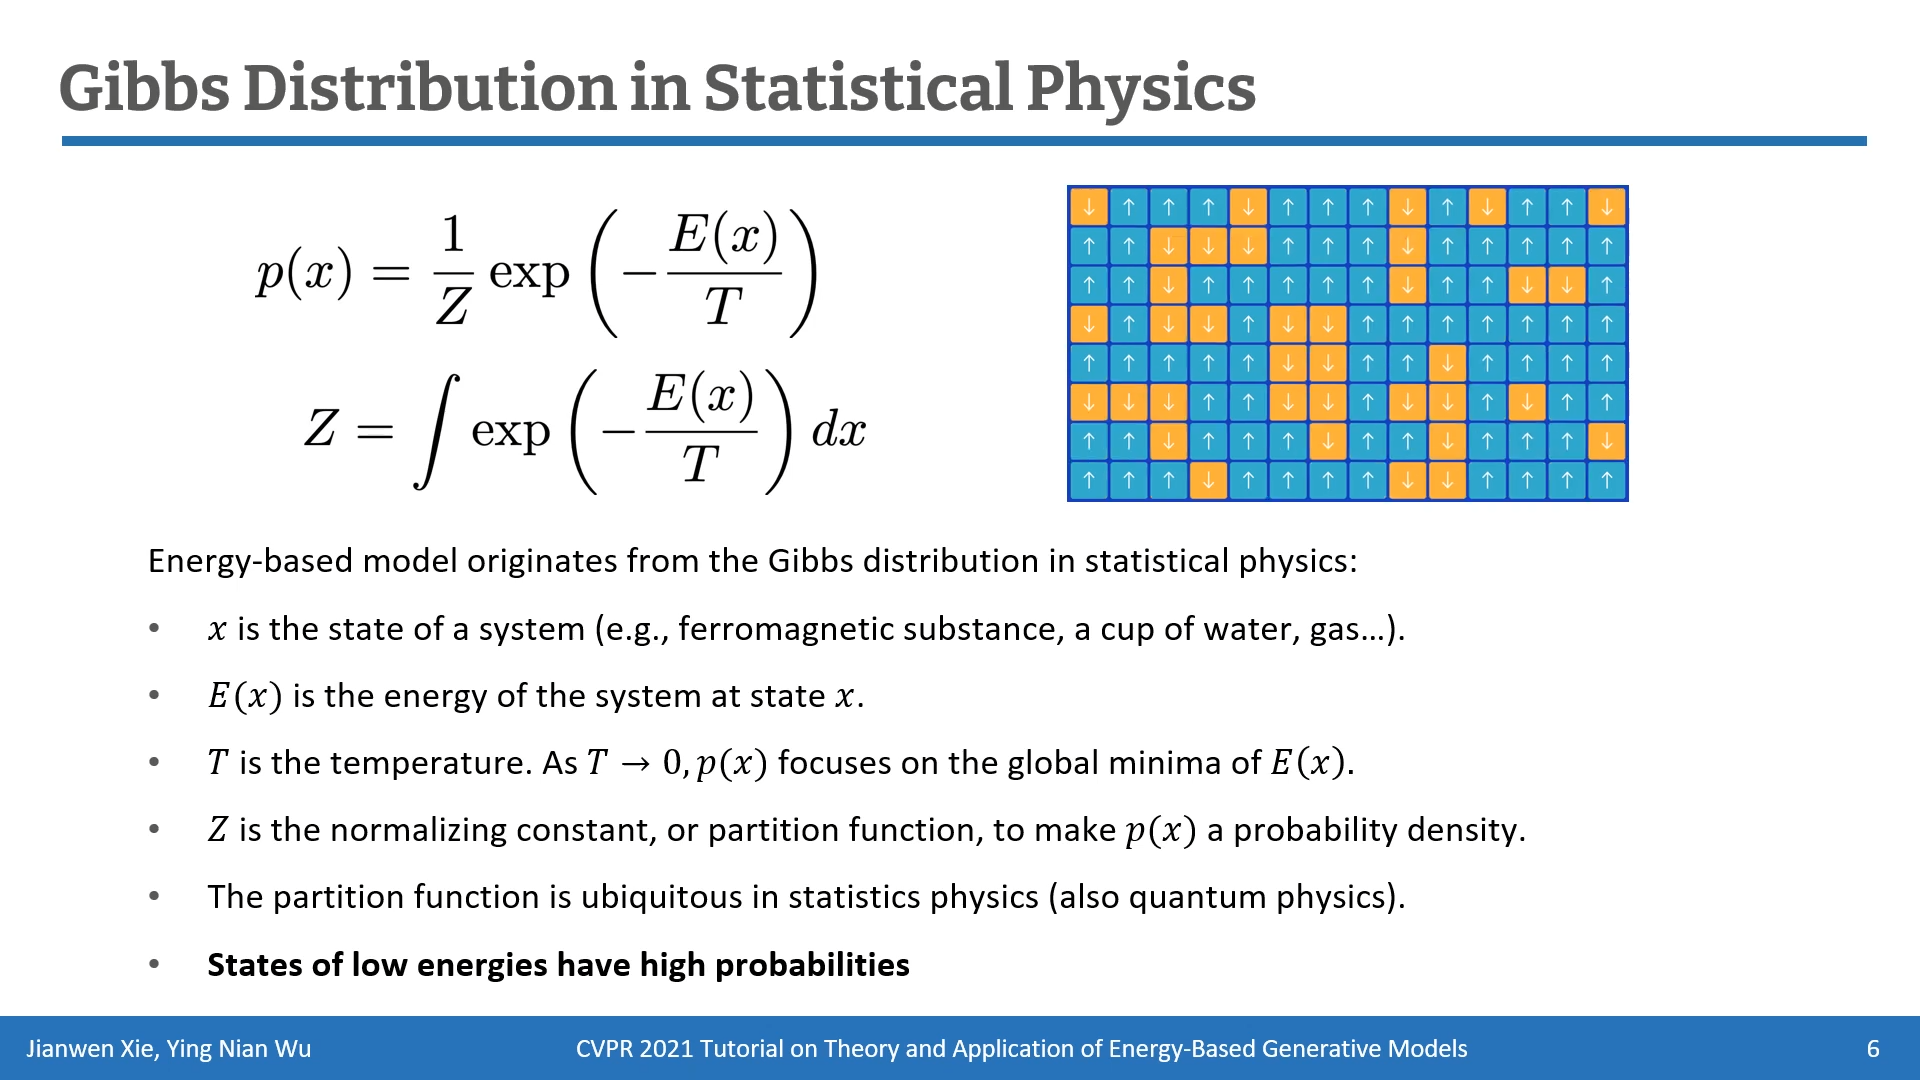 Gibbs Distribution in Statistical Physics
p(x) = \frac{1}{Z} \exp\left(-\frac{E(x)}{T}\right)
Z = \int \exp\left(-\frac{E(x)}{T}\right) dx
↓ ↑ ↑ ↑ ↓ ↑ ↑ ↑ ↓ ↑ ↓ ↑ ↑ ↓
↑ ↑ ↓ ↓ ↓ ↑ ↑ ↑ ↓ ↑ ↑ ↑ ↑ ↑
↑ ↑ ↓ ↑ ↑ ↑ ↑ ↑ ↓ ↑ ↑ ↓ ↓ ↑
↓ ↑ ↓ ↓ ↑ ↓ ↓ ↑ ↑ ↑ ↑ ↑ ↑ ↑
↑ ↑ ↑ ↑ ↑ ↓ ↓ ↑ ↑ ↓ ↑ ↑ ↑ ↑
↓ ↓ ↓ ↑ ↑ ↓ ↓ ↑ ↓ ↓ ↑ ↓ ↑ ↑
↑ ↑ ↓ ↑ ↑ ↑ ↓ ↑ ↑ ↓ ↑ ↑ ↑ ↓
↑ ↑ ↑ ↓ ↑ ↑ ↑ ↑ ↓ ↓ ↑ ↑ ↑ ↑
Energy-based model originates from the Gibbs distribution in statistical physics:
• x is the state of a system (e.g., ferromagnetic substance, a cup of water, gas…).
• E(x) is the energy of the system at state x.
• T is the temperature. As T → 0, p(x) focuses on the global minima of E(x).
• Z is the normalizing constant, or partition function, to make p(x) a probability density.
• The partition function is ubiquitous in statistics physics (also quantum physics).
• States of low energies have high probabilities
Jianwen Xie, Ying Nian Wu
CVPR 2021 Tutorial on Theory and Application of Energy-Based Generative Models
6